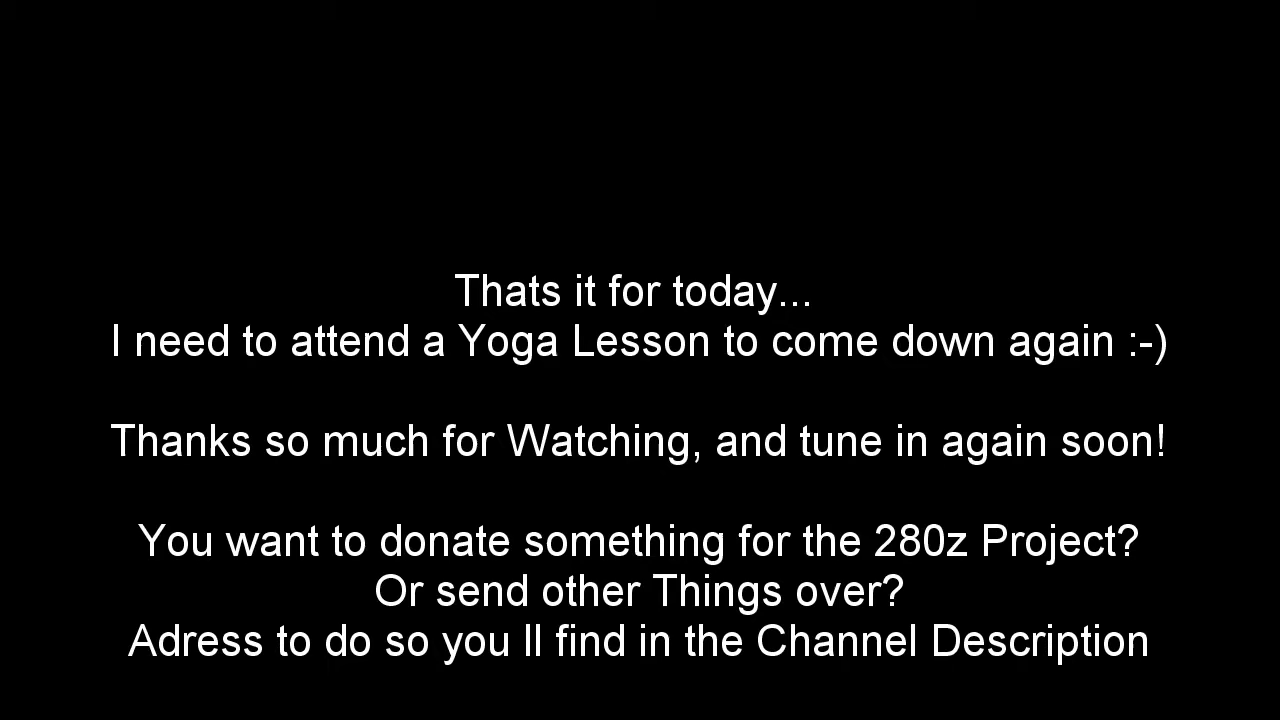 Thats it for today...
I need to attend a Yoga Lesson to come down again :-)
Thanks so much for Watching, and tune in again soon!
You want to donate something for the 280z Project?
Or send other Things over?
Adress to do so you ll find in the Channel Description